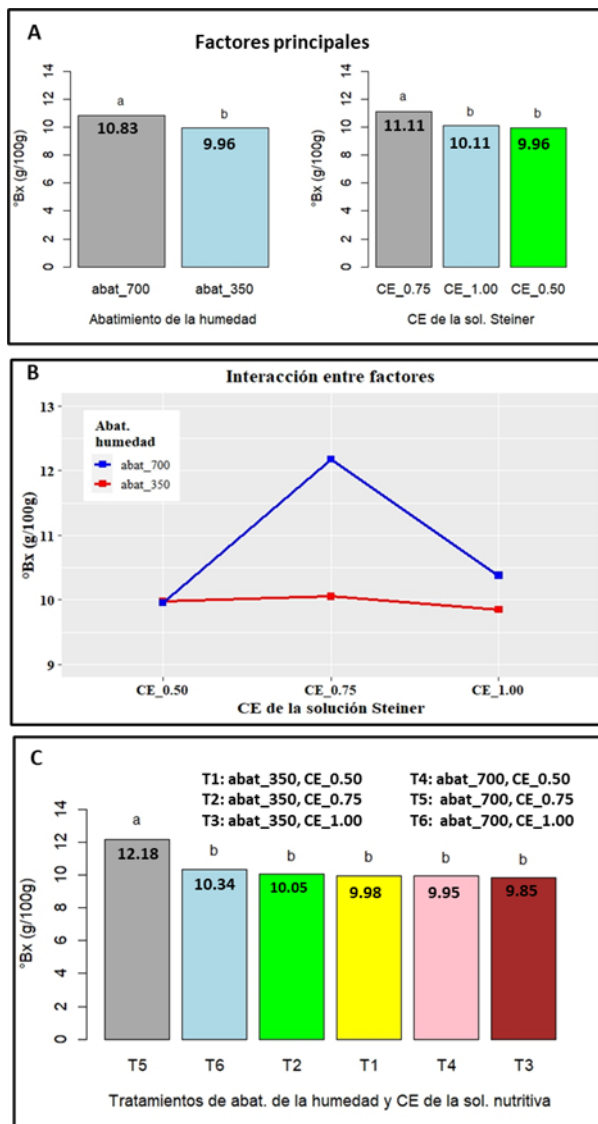 A
Factores principales
°Bx (g/100g)
0 2 4 6 8 10 12 14
a b
10.83 9.96
abat_700 abat_350
Abatimiento de la humedad
°Bx (g/100g)
0 2 4 6 8 10 12 14
a b b
11.11 10.11 9.96
CE_0.75 CE_1.00 CE_0.50
CE de la sol. Steiner
B
Interacción entre factores
°Bx (g/100g)
13
12
11
10
9
Abat.
humedad
abat_700
abat_350
CE_0.50 CE_0.75 CE_1.00
CE de la solución Steiner
C
T1: abat_350, CE_0.50 T4: abat_700, CE_0.50
T2: abat_350, CE_0.75 T5: abat_700, CE_0.75
T3: abat_350, CE_1.00 T6: abat_700, CE_1.00
°Bx (g/100g)
0 2 4 6 8 10 12 14
a b b b b b
12.18 10.34 10.05 9.98 9.95 9.85
T5 T6 T2 T1 T4 T3
Tratamientos de abat. de la humedad y CE de la sol. nutritiva